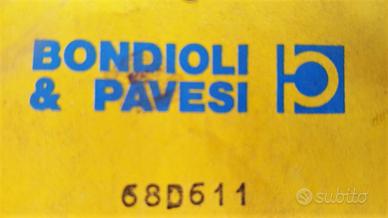 BONDIOLI
& PAVESI
68D611
subito